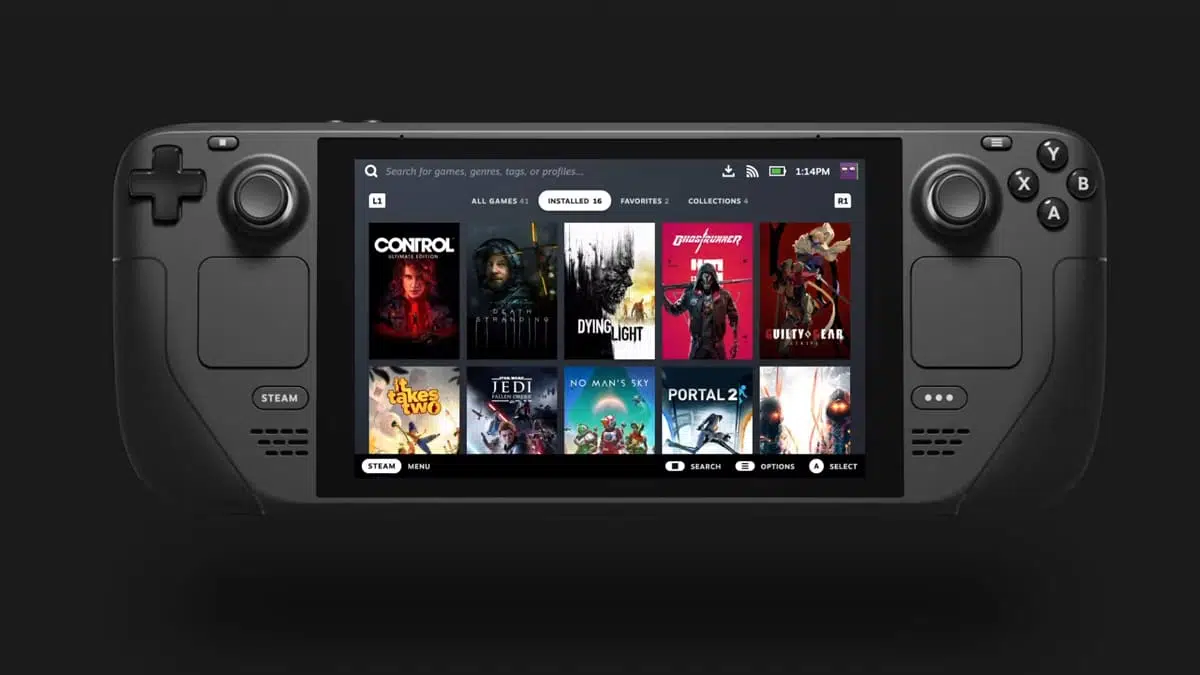 Search for games, genres, tags, or profiles...
1:14PM
Y
X
B
A
L1
ALL GAMES 41
INSTALLED 16
FAVORITES 2
COLLECTIONS 4
R1
CONTROL
ULTIMATE EDITION
DEATH
STRANDING
DYING
LIGHT
GHOSTRUNNER
GUILTY GEAR
STRIVE
it
takes
two
STAR WARS
JEDI
FALLEN ORDER
NO MAN'S SKY
PORTAL 2
STEAM
STEAM
MENU
SEARCH
OPTIONS
A
SELECT